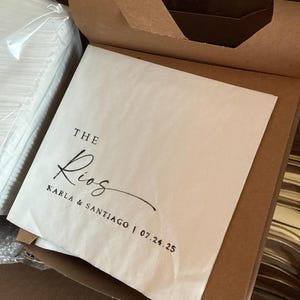 THE
Rios
KARLA & SANTIAGO | 07.24.25